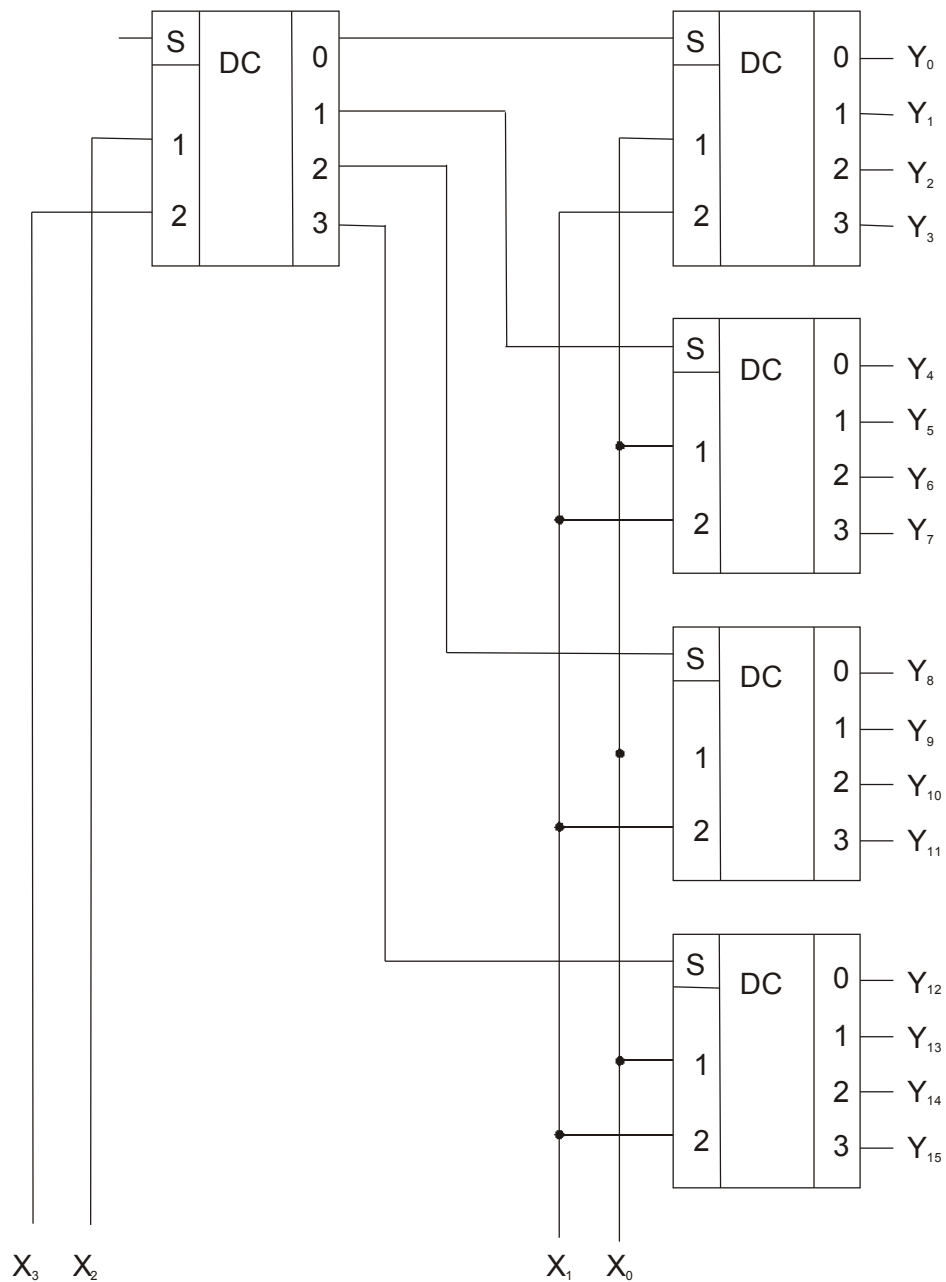 S DC 0
1
1
2
2
3
S DC 0 Y₀
1 Y₁
1
2 Y₂
2
3 Y₃
S DC 0 Y₄
1 Y₅
1
2 Y₆
2
3 Y₇
S DC 0 Y₈
1 Y₉
1
2 Y₁₀
2
3 Y₁₁
S DC 0 Y₁₂
1 Y₁₃
1
2 Y₁₄
2
3 Y₁₅
X₃ X₂ X₁ X₀